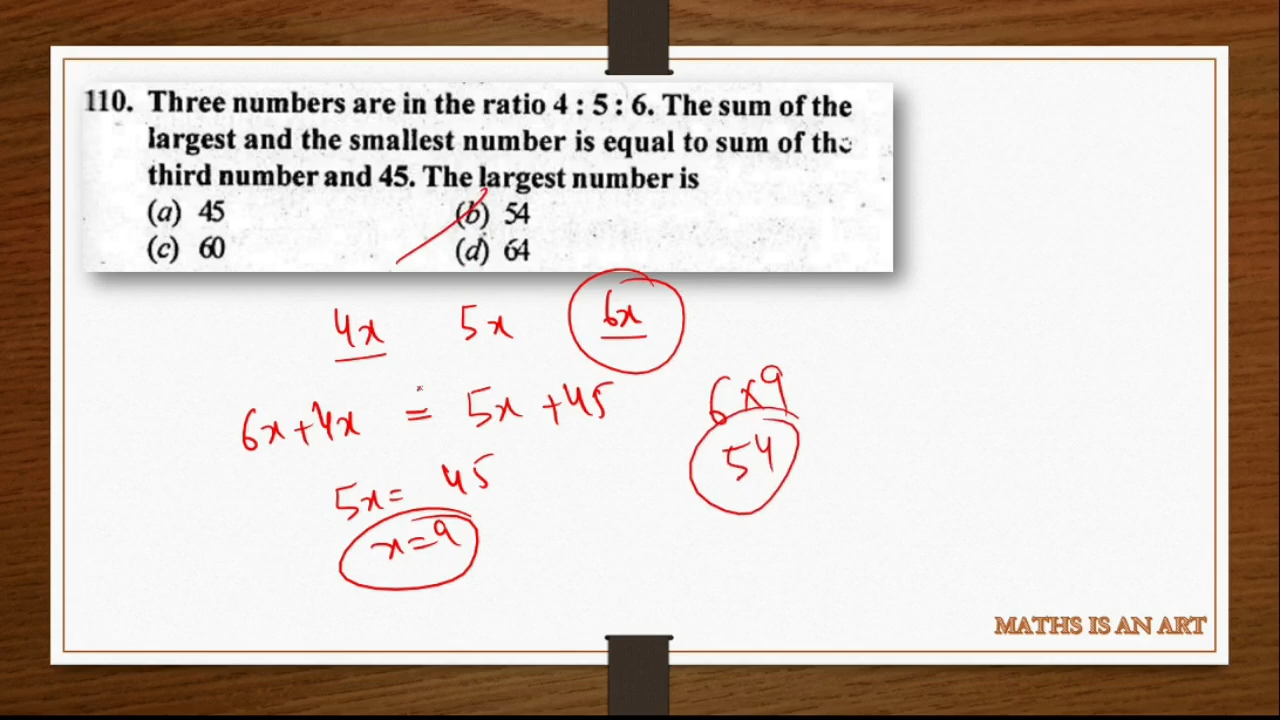 110. Three numbers are in the ratio 4 : 5 : 6. The sum of the
largest and the smallest number is equal to sum of the
third number and 45. The largest number is
(a) 45 (b) 54
(c) 60 (d) 64
4x 5x 6x
6x+4x = 5x+45
6x9
54
5x= 45
x=9
MATHS IS AN ART